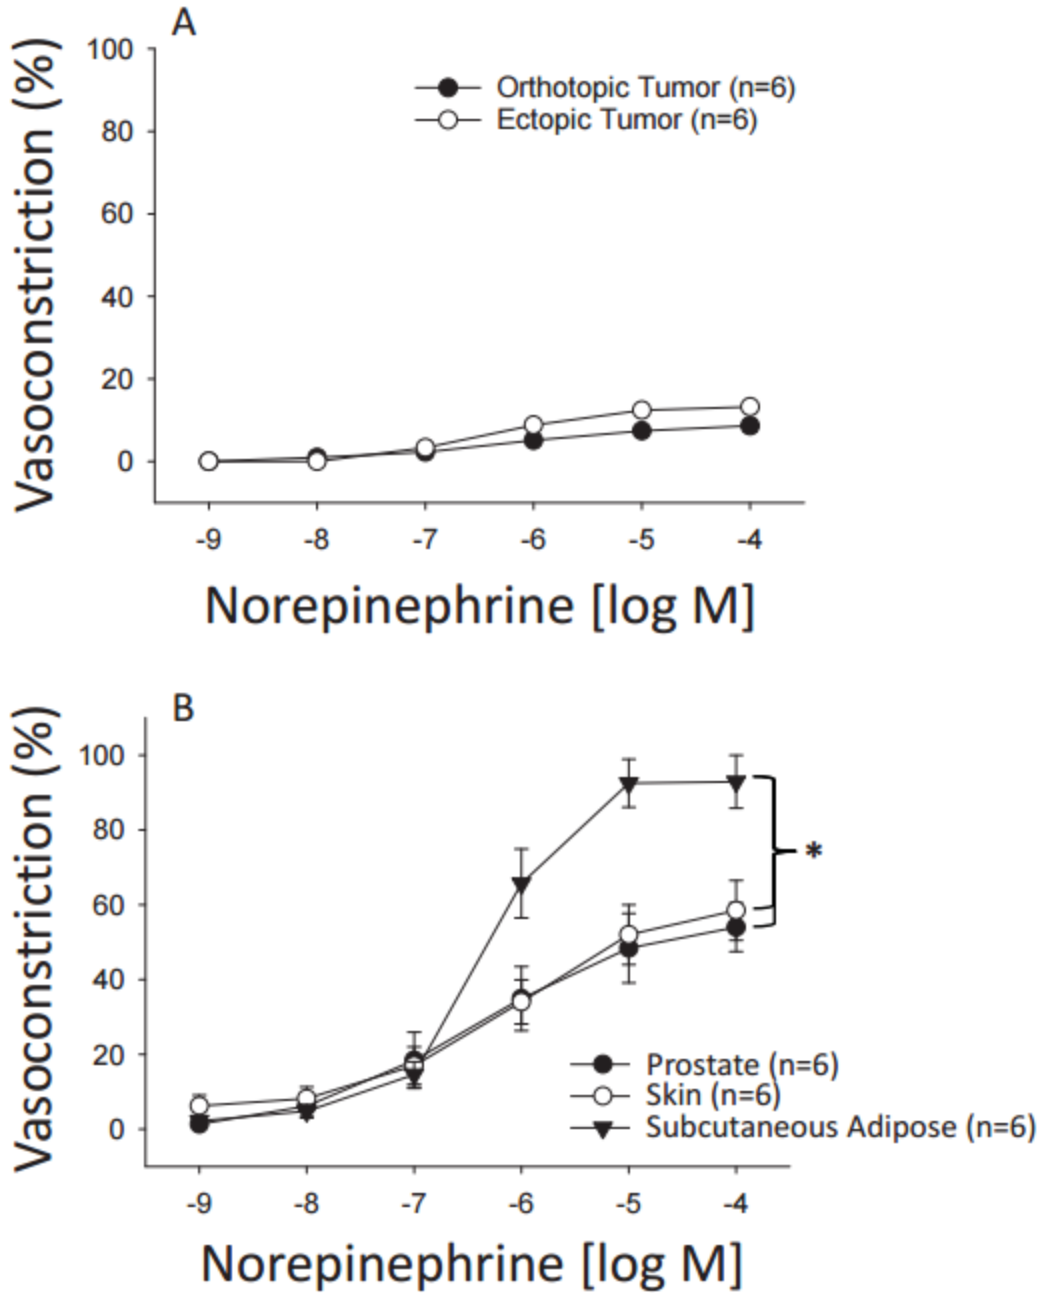 A
Vasoconstriction (%)
100
80
60
40
20
0
Orthotopic Tumor (n=6)
Ectopic Tumor (n=6)
-9 -8 -7 -6 -5 -4
Norepinephrine [log M]
B
Vasoconstriction (%)
100
80
60
40
20
0
*
Prostate (n=6)
Skin (n=6)
Subcutaneous Adipose (n=6)
-9 -8 -7 -6 -5 -4
Norepinephrine [log M]